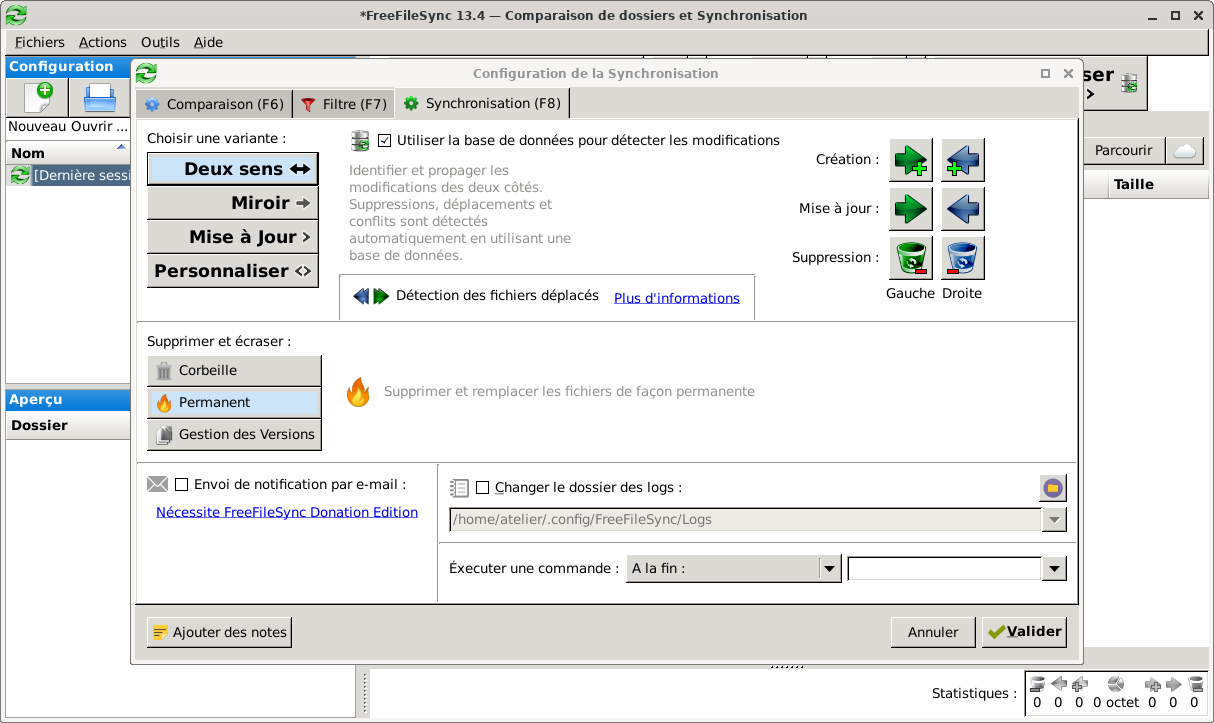 *FreeFileSync 13.4 — Comparaison de dossiers et Synchronisation
Fichiers Actions Outils Aide
Configuration
Nouveau Ouvrir ...
Nom
[Dernière sessi
Aperçu
Dossier
Configuration de la Synchronisation
Comparaison (F6) Filtre (F7) Synchronisation (F8)
Choisir une variante :
Deux sens
Miroir
Mise à Jour
Personnaliser
Utiliser la base de données pour détecter les modifications
Identifier et propager les
modifications des deux côtés.
Suppressions, déplacements et
conflits sont détectés
automatiquement en utilisant une
base de données.
Détection des fichiers déplacés Plus d'informations
Création :
Mise à jour :
Suppression :
Gauche Droite
Supprimer et écraser :
Corbeille
Permanent
Gestion des Versions
Supprimer et remplacer les fichiers de façon permanente
Envoi de notification par e-mail :
Nécessite FreeFileSync Donation Edition
Changer le dossier des logs :
/home/atelier/.config/FreeFileSync/Logs
Éxecuter une commande : A la fin :
Ajouter des notes Annuler Valider
ser
Parcourir
Taille
Statistiques : 0 0 0 0 octet 0 0 0